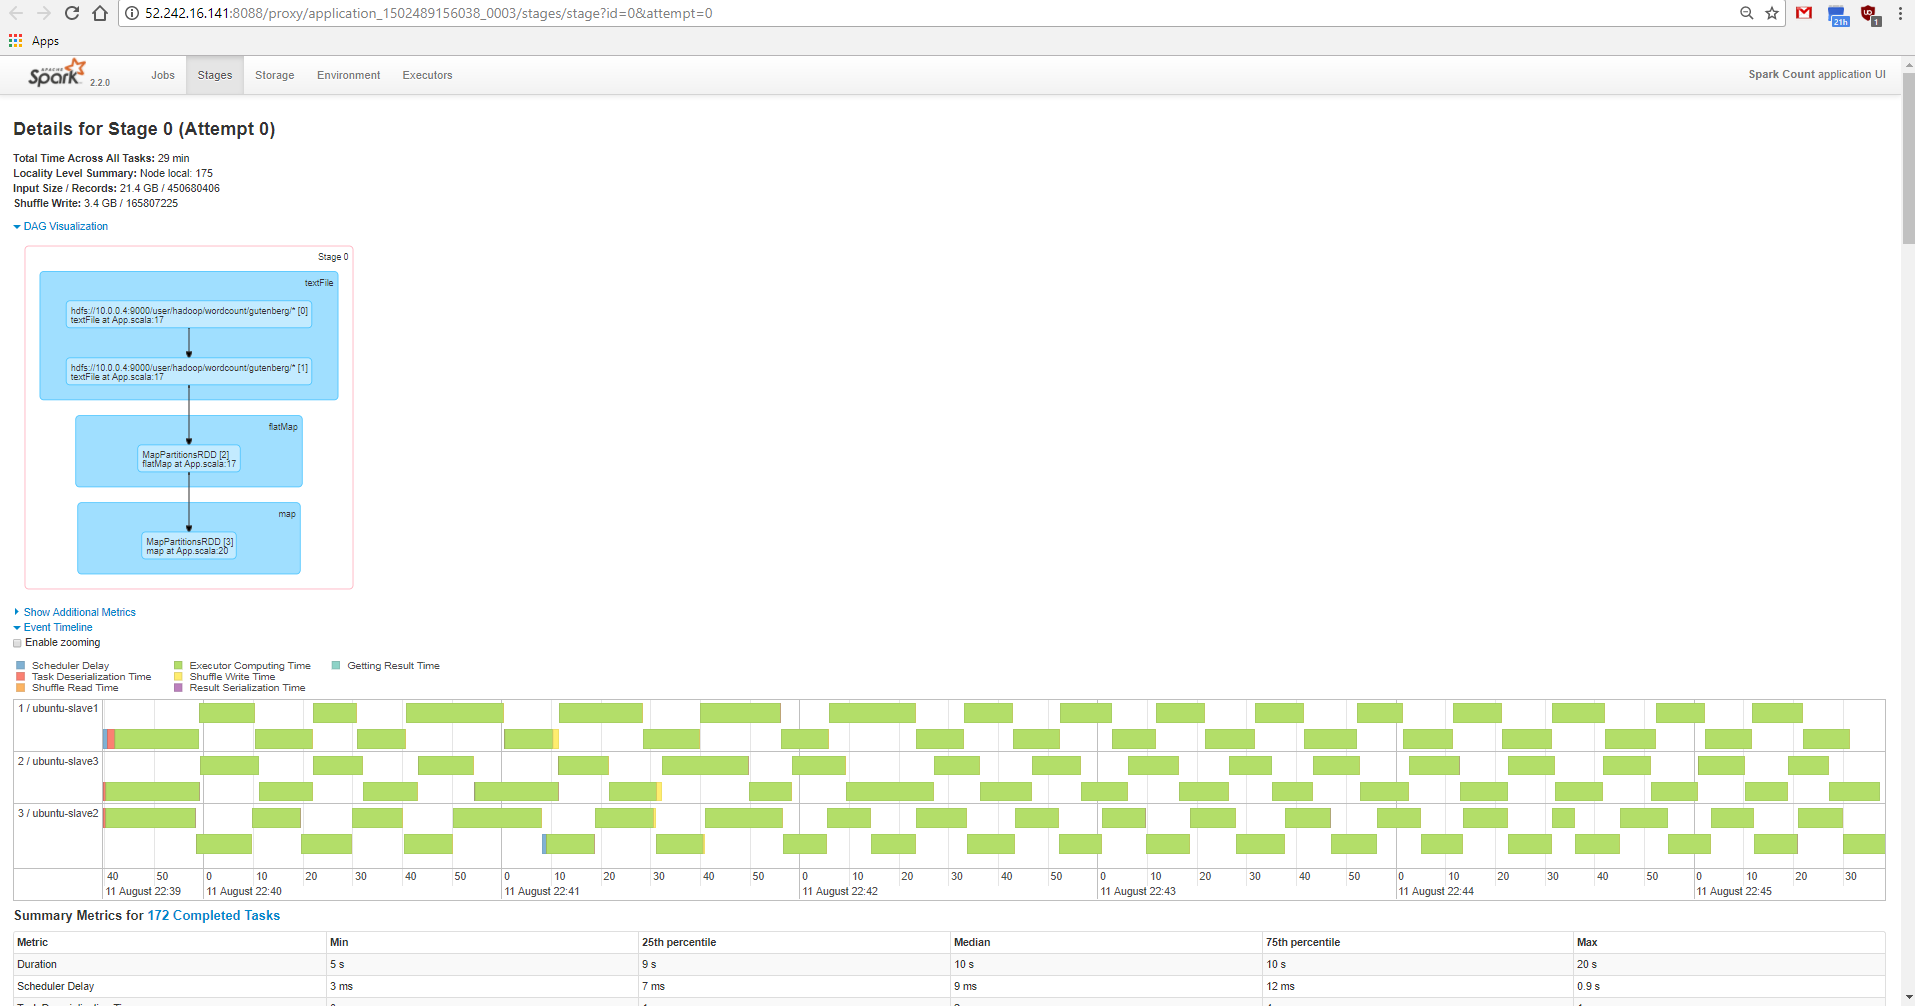 52.242.16.141:8088/proxy/application_1502489156038_0003/stages/stage?id=0&attempt=0
21h
1
Apps
APACHE Spark 2.2.0 Jobs Stages Storage Environment Executors Spark Count application UI
Details for Stage 0 (Attempt 0)
Total Time Across All Tasks: 29 min
Locality Level Summary: Node local: 175
Input Size / Records: 21.4 GB / 450680406
Shuffle Write: 3.4 GB / 165807225
DAG Visualization
Stage 0
textFile
hdfs://10.0.0.4:9000/user/hadoop/wordcount/gutenberg/* [0]
textFile at App.scala:17
hdfs://10.0.0.4:9000/user/hadoop/wordcount/gutenberg/* [1]
textFile at App.scala:17
flatMap
MapPartitionsRDD [2]
flatMap at App.scala:17
map
MapPartitionsRDD [3]
map at App.scala:20
Show Additional Metrics
Event Timeline
Enable zooming
Scheduler Delay Executor Computing Time Getting Result Time
Task Deserialization Time Shuffle Write Time
Shuffle Read Time Result Serialization Time
1 / ubuntu-slave1
2 / ubuntu-slave3
3 / ubuntu-slave2
40 50 0 10 20 30 40 50 0 10 20 30 40 50 0 10 20 30 40 50 0 10 20 30 40 50 0 10 20 30 40 50 0 10 20 30
11 August 22:39 11 August 22:40 11 August 22:41 11 August 22:42 11 August 22:43 11 August 22:44 11 August 22:45
Summary Metrics for 172 Completed Tasks
Metric Min 25th percentile Median 75th percentile Max
Duration 5 s 9 s 10 s 10 s 20 s
Scheduler Delay 3 ms 7 ms 9 ms 12 ms 0.9 s